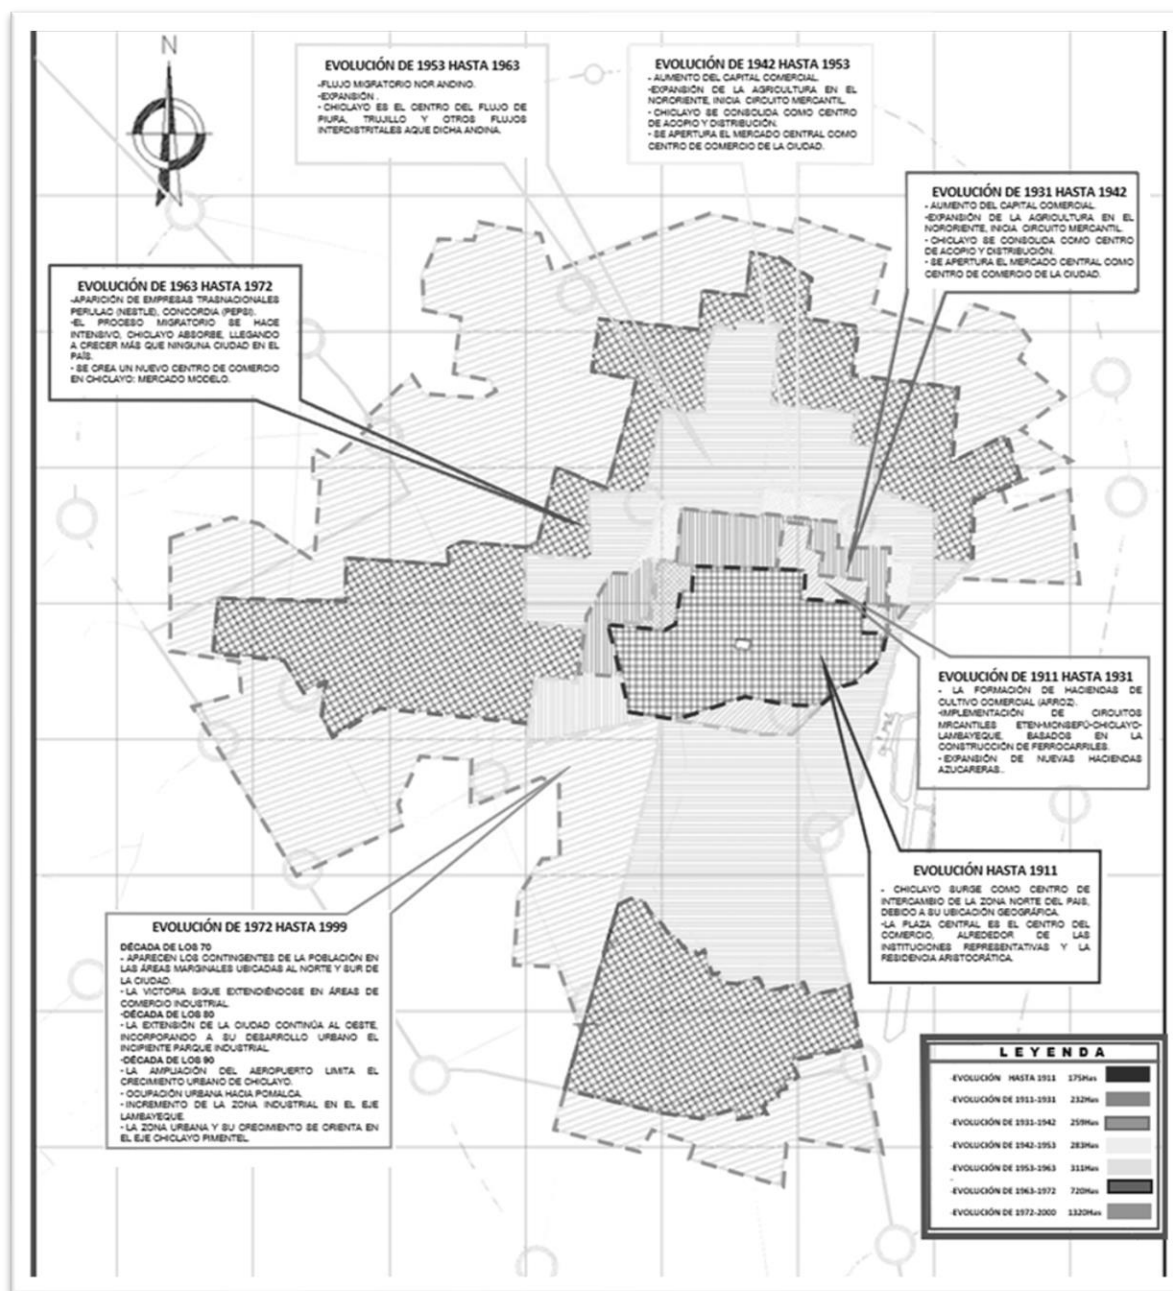 N
EVOLUCIÓN DE 1953 HASTA 1963
-FLUJO MIGRATORIO NOR ANDINO.
-EXPANSIÓN .
- CHICLAYO ES EL CENTRO DEL FLUJO DE
PIURA, TRUJILLO Y OTROS FLUJOS
INTERDISTRITALES AQUE DICHA ANDINA.
EVOLUCIÓN DE 1942 HASTA 1953
- AUMENTO DEL CAPITAL COMERCIAL.
-EXPANSIÓN DE LA AGRICULTURA EN EL
NORORIENTE, INICIA CIRCUITO MERCANTIL.
- CHICLAYO SE CONSOLIDA COMO CENTRO
DE ACOPIO Y DISTRIBUCIÓN.
- SE APERTURA EL MERCADO CENTRAL COMO
CENTRO DE COMERCIO DE LA CIUDAD.
EVOLUCIÓN DE 1931 HASTA 1942
- AUMENTO DEL CAPITAL COMERCIAL.
-EXPANSIÓN DE LA AGRICULTURA EN EL
NORORIENTE, INICIA CIRCUITO MERCANTIL.
- CHICLAYO SE CONSOLIDA COMO CENTRO
DE ACOPIO Y DISTRIBUCIÓN.
- SE APERTURA EL MERCADO CENTRAL COMO
CENTRO DE COMERCIO DE LA CIUDAD.
EVOLUCIÓN DE 1963 HASTA 1972
-APARICIÓN DE EMPRESAS TRASNACIONALES
PERULAC (NESTLE), CONCORDIA (PEPSI).
-EL PROCESO MIGRATORIO SE HACE
INTENSIVO, CHICLAYO ABSORBE, LLEGANDO
A CRECER MÁS QUE NINGUNA CIUDAD EN EL
PAÍS.
- SE CREA UN NUEVO CENTRO DE COMERCIO
EN CHICLAYO: MERCADO MODELO.
EVOLUCIÓN DE 1911 HASTA 1931
- LA FORMACIÓN DE HACIENDAS DE
CULTIVO COMERCIAL (ARROZ).
-IMPLEMENTACIÓN DE CIRCUITOS
MRCANTILES ETEN-MONSEFÚ-CHICLAYO-
LAMBAYEQUE, BASADOS EN LA
CONSTRUCCIÓN DE FERROCARRILES.
- EXPANSIÓN DE NUEVAS HACIENDAS
AZUCARERAS..
EVOLUCIÓN HASTA 1911
- CHICLAYO SURGE COMO CENTRO DE
INTERCAMBIO DE LA ZONA NORTE DEL PAIS,
DEBIDO A SU UBICACIÓN GEOGRÁFICA.
-LA PLAZA CENTRAL ES EL CENTRO DEL
COMERCIO, ALREDEDOR DE LAS
INSTITUCIONES REPRESENTATIVAS Y LA
RESIDENCIA ARISTOCRÁTICA.
EVOLUCIÓN DE 1972 HASTA 1999
DÉCADA DE LOS 70
- APARECEN LOS CONTINGENTES DE LA POBLACIÓN EN
LAS ÁREAS MARGINALES UBICADAS AL NORTE Y SUR DE
LA CIUDAD.
- LA VICTORIA SIGUE EXTENDIÉNDOSE EN ÁREAS DE
COMERCIO INDUSTRIAL.
-DÉCADA DE LOS 80
- LA EXTENSIÓN DE LA CIUDAD CONTINÚA AL OESTE,
INCORPORANDO A SU DESARROLLO URBANO EL
INCIPIENTE PARQUE INDUSTRIAL.
-DÉCADA DE LOS 90
- LA AMPLIACIÓN DEL AEROPUERTO LIMITA EL
CRECIMIENTO URBANO DE CHICLAYO.
- OCUPACIÓN URBANA HACIA POMALCA.
- INCREMENTO DE LA ZONA INDUSTRIAL EN EL EJE
LAMBAYEQUE.
- LA ZONA URBANA Y SU CRECIMIENTO SE ORIENTA EN
EL EJE CHICLAYO PIMENTEL.
LEYENDA
-EVOLUCIÓN HASTA 1911 175Has
-EVOLUCIÓN DE 1911-1931 232Has
-EVOLUCIÓN DE 1931-1942 259Has
-EVOLUCIÓN DE 1942-1953 283Has
-EVOLUCIÓN DE 1953-1963 311Has
-EVOLUCIÓN DE 1963-1972 720Has
-EVOLUCIÓN DE 1972-2000 1320Has